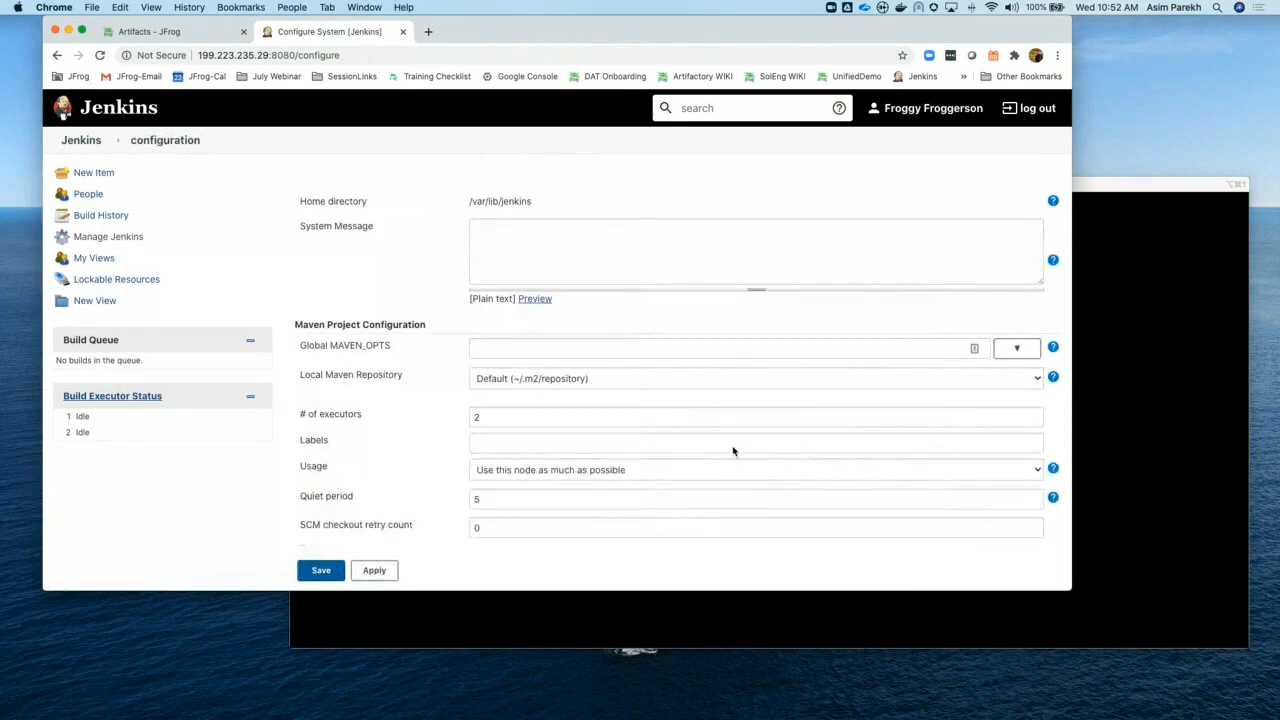 Chrome File Edit View History Bookmarks People Tab Window Help 100% Wed 10:52 AM Asim Parekh
Artifacts - JFrog
Configure System [Jenkins]
Not Secure 199.223.235.29:8080/configure
JFrog JFrog-Email JFrog-Cal July Webinar SessionLinks Training Checklist Google Console DAT Onboarding Artifactory WIKI SolEng WIKI UnifiedDemo Jenkins » Other Bookmarks
Jenkins
search
Froggy Froggerson
log out
Jenkins configuration
New Item
People
Build History
Manage Jenkins
My Views
Lockable Resources
New View
Build Queue
No builds in the queue.
Build Executor Status
1 Idle
2 Idle
Home directory /var/lib/jenkins
System Message
[Plain text] Preview
Maven Project Configuration
Global MAVEN_OPTS
Local Maven Repository Default (~/.m2/repository)
# of executors 2
Labels
Usage Use this node as much as possible
Quiet period 5
SCM checkout retry count 0
Save Apply
⌥⌘1